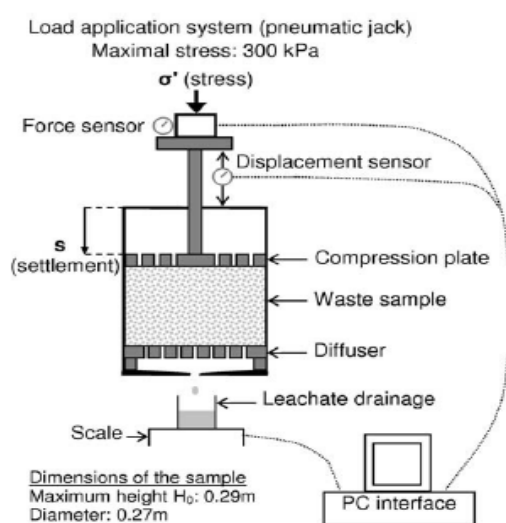 Load application system (pneumatic jack)
Maximal stress: 300 kPa
σ' (stress)
Force sensor
Displacement sensor
s
(settlement)
Compression plate
Waste sample
Diffuser
Leachate drainage
Scale
Dimensions of the sample
Maximum height H₀: 0.29m
Diameter: 0.27m
PC interface